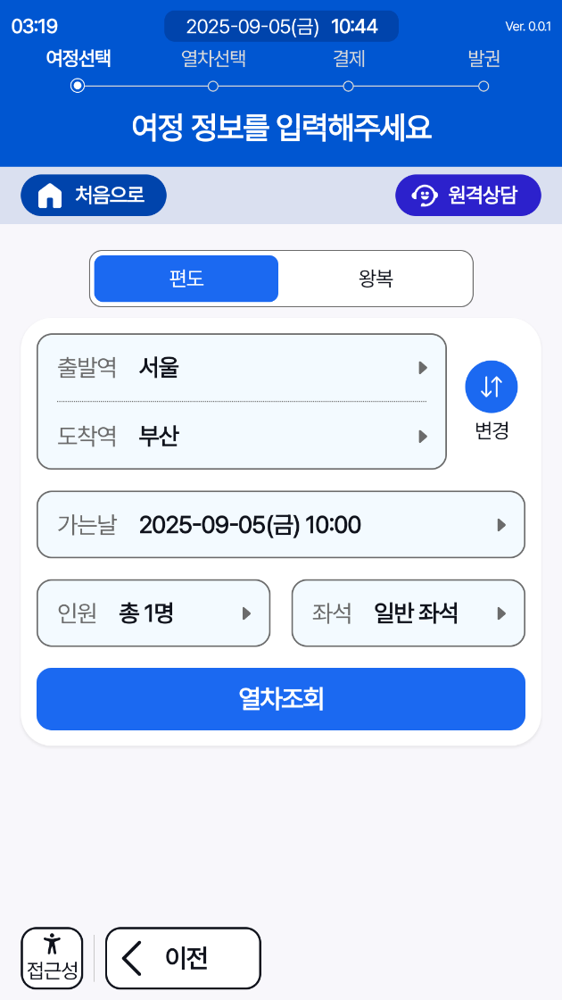 03:19 2025-09-05(금) 10:44 Ver. 0.0.1
여정선택 열차선택 결제 발권
여정 정보를 입력해주세요
처음으로 원격상담
편도 왕복
출발역 서울
도착역 부산
변경
가는날 2025-09-05(금) 10:00
인원 총 1명 좌석 일반 좌석
열차조회
접근성 이전